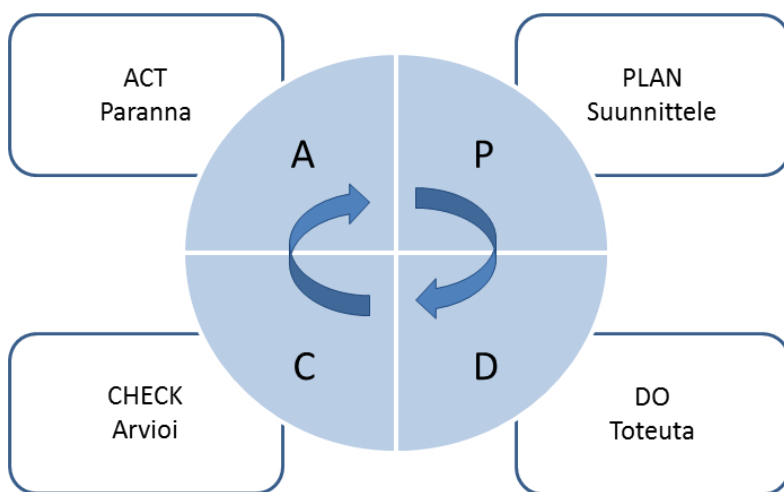 ACT
Paranna
PLAN
Suunnittele
A
P
C
D
CHECK
Arvioi
DO
Toteuta